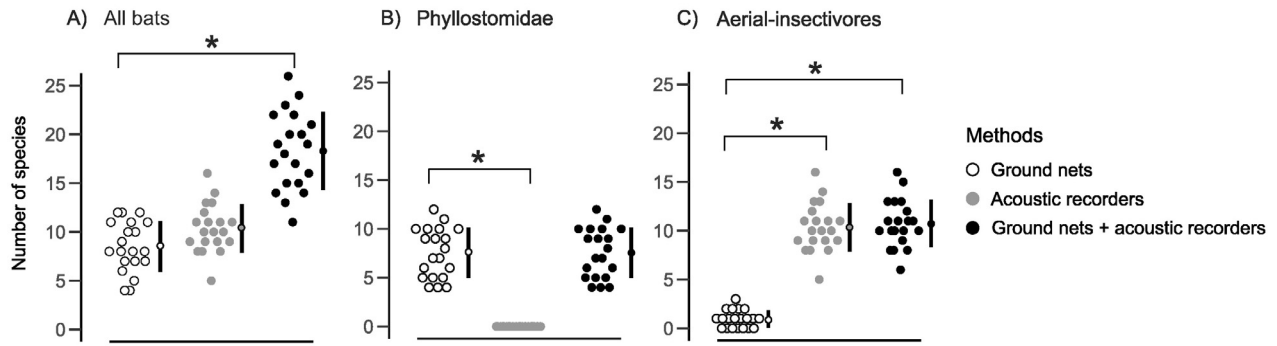 A) All bats
B) Phyllostomidae
C) Aerial-insectivores
*
*
*
*
Number of species
25
20
15
10
5
0
25
20
15
10
5
0
25
20
15
10
5
0
Methods
Ground nets
Acoustic recorders
Ground nets + acoustic recorders